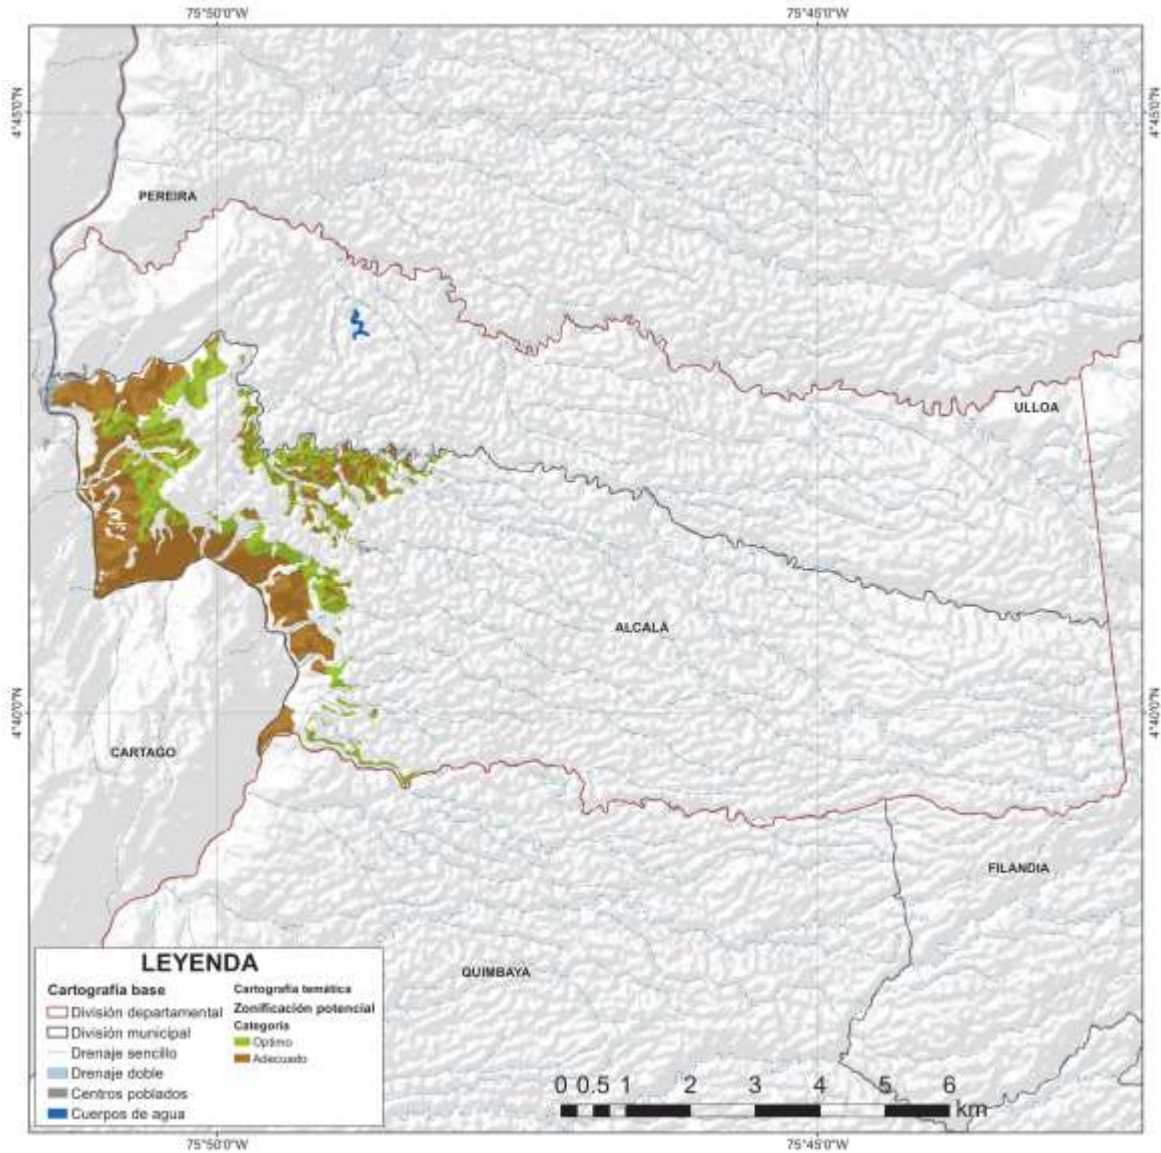 75°50'0"W 75°45'0"W
4°45'0"N 4°45'0"N
PEREIRA
ULLOA
ALCALÁ
4°40'0"N 4°40'0"N
CARTAGO
FILANDIA
QUIMBAYA
LEYENDA
Cartografía base
División departamental
División municipal
Drenaje sencillo
Drenaje doble
Centros poblados
Cuerpos de agua
Cartografía temática
Zonificación potencial
Categoría
Optimo
Adecuado
0 0.5 1 2 3 4 5 6
km
75°50'0"W 75°45'0"W